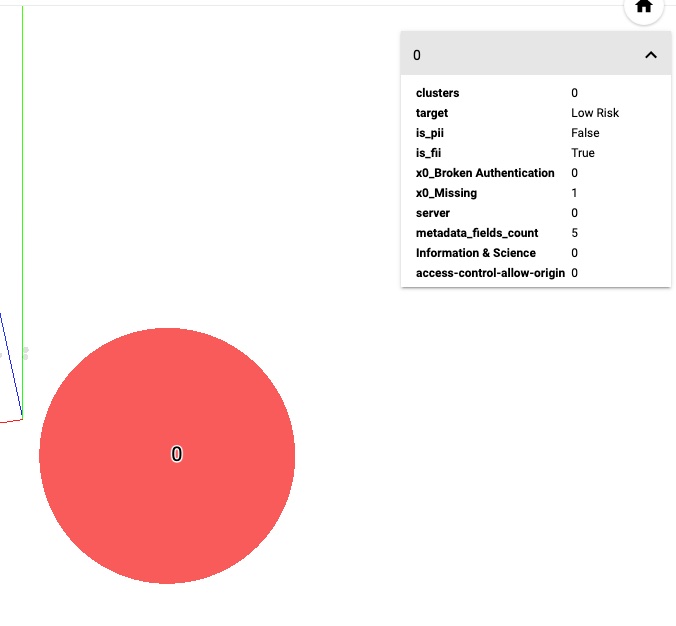 0
clusters 0
target Low Risk
is_pii False
is_fii True
x0_Broken Authentication 0
x0_Missing 1
server 0
metadata_fields_count 5
Information & Science 0
access-control-allow-origin 0
0